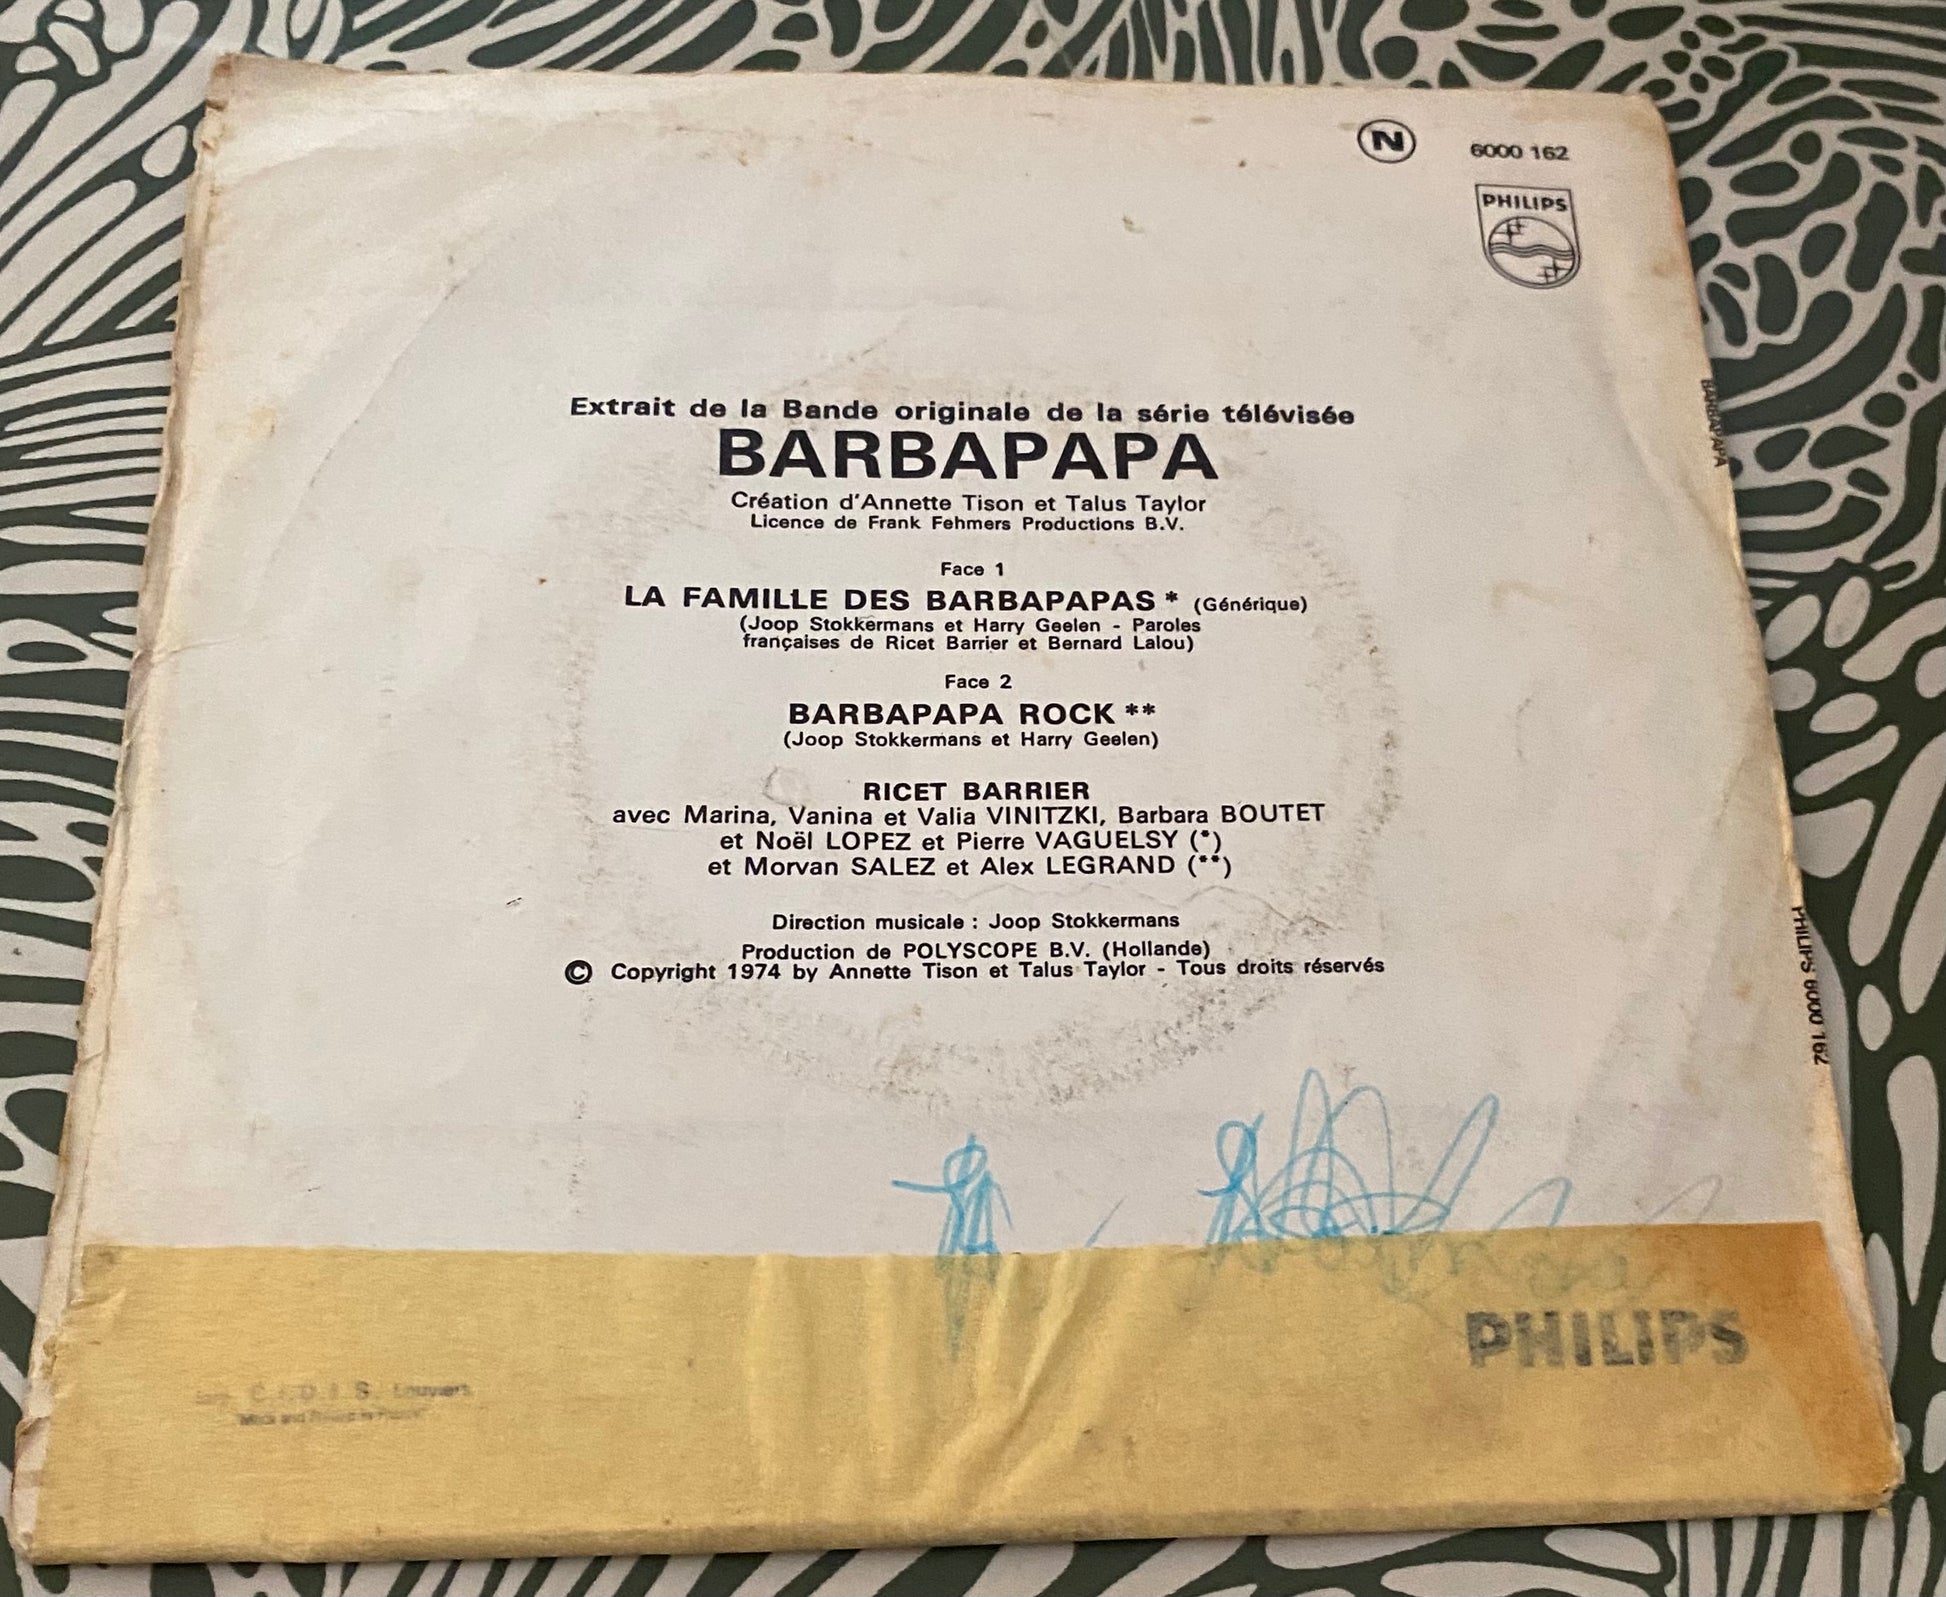 N
6000 162
PHILIPS
Extrait de la Bande originale de la série télévisée
BARBAPAPA
Création d'Annette Tison et Talus Taylor
Licence de Frank Fehmers Productions B.V.
Face 1
LA FAMILLE DES BARBAPAPAS * (Générique)
(Joop Stokkermans et Harry Geelen - Paroles
françaises de Ricet Barrier et Bernard Lalou)
Face 2
BARBAPAPA ROCK **
(Joop Stokkermans et Harry Geelen)
RICET BARRIER
avec Marina, Vanina et Valia VINITZKI, Barbara BOUTET
et Noël LOPEZ et Pierre VAGUELSY (*)
et Morvan SALEZ et Alex LEGRAND (**)
Direction musicale : Joop Stokkermans
Production de POLYSCOPE B.V. (Hollande)
© Copyright 1974 by Annette Tison et Talus Taylor - Tous droits réservés
BARBAPAPA
PHILIPS 6000 162
PHILIPS
C.I.D.I.S. Louviers